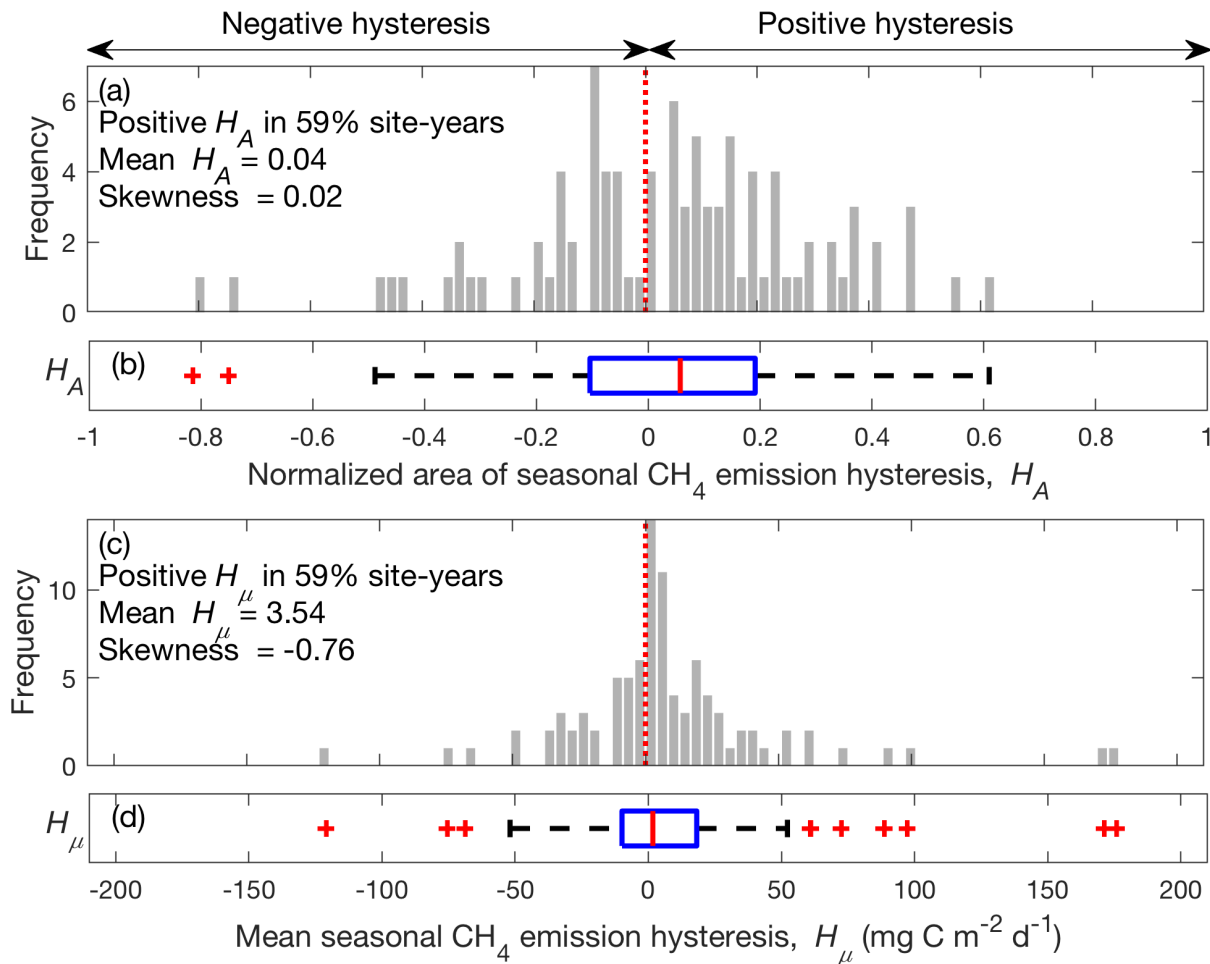 Negative hysteresis Positive hysteresis
(a)
Positive H_A in 59% site-years
Mean H_A = 0.04
Skewness = 0.02
Frequency
6
4
2
0
H_A (b)
-1 -0.8 -0.6 -0.4 -0.2 0 0.2 0.4 0.6 0.8 1
Normalized area of seasonal CH_4 emission hysteresis, H_A
(c)
Positive H_μ in 59% site-years
Mean H_μ = 3.54
Skewness = -0.76
Frequency
10
5
0
H_μ (d)
-200 -150 -100 -50 0 50 100 150 200
Mean seasonal CH_4 emission hysteresis, H_μ (mg C m^-2 d^-1)